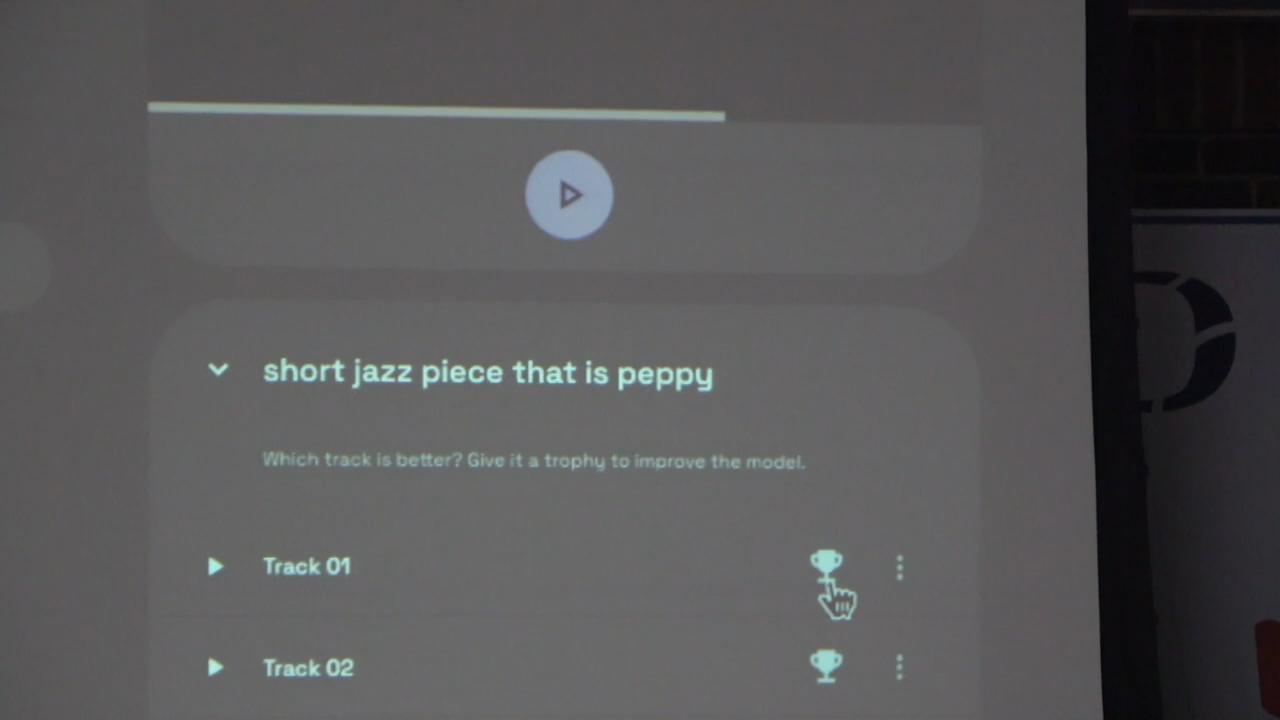 short jazz piece that is peppy
Which track is better? Give it a trophy to improve the model.
Track 01
Track 02